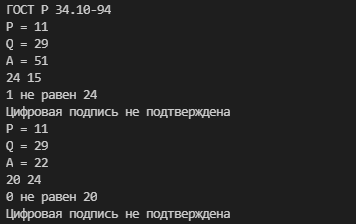 ГОСТ Р 34.10-94
P = 11
Q = 29
A = 51
24 15
1 не равен 24
Цифровая подпись не подтверждена
P = 11
Q = 29
A = 22
20 24
0 не равен 20
Цифровая подпись не подтверждена